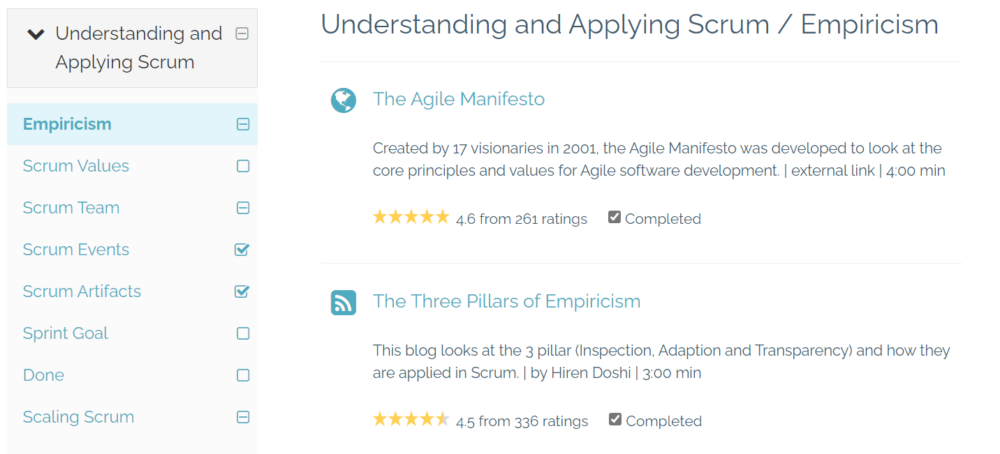 Understanding and
Applying Scrum
Empiricism
Scrum Values
Scrum Team
Scrum Events
Scrum Artifacts
Sprint Goal
Done
Scaling Scrum
Understanding and Applying Scrum / Empiricism
The Agile Manifesto
Created by 17 visionaries in 2001, the Agile Manifesto was developed to look at the
core principles and values for Agile software development. | external link | 4:00 min
4.6 from 261 ratings Completed
The Three Pillars of Empiricism
This blog looks at the 3 pillar (Inspection, Adaption and Transparency) and how they
are applied in Scrum. | by Hiren Doshi | 3:00 min
4.5 from 336 ratings Completed